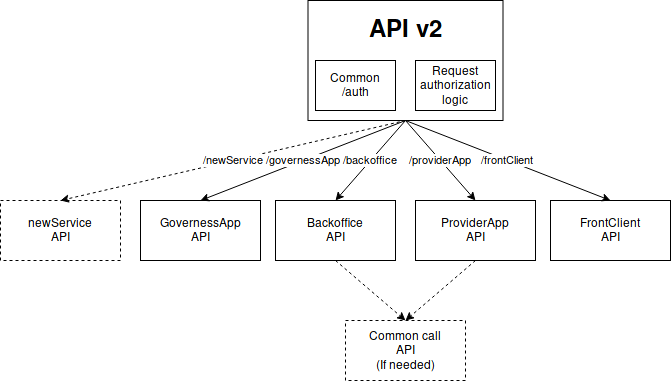 API v2
Common
/auth
Request
authorization
logic
/newService /governessApp /backoffice /providerApp /frontClient
newService
API
GovernessApp
API
Backoffice
API
ProviderApp
API
FrontClient
API
Common call
API
(If needed)